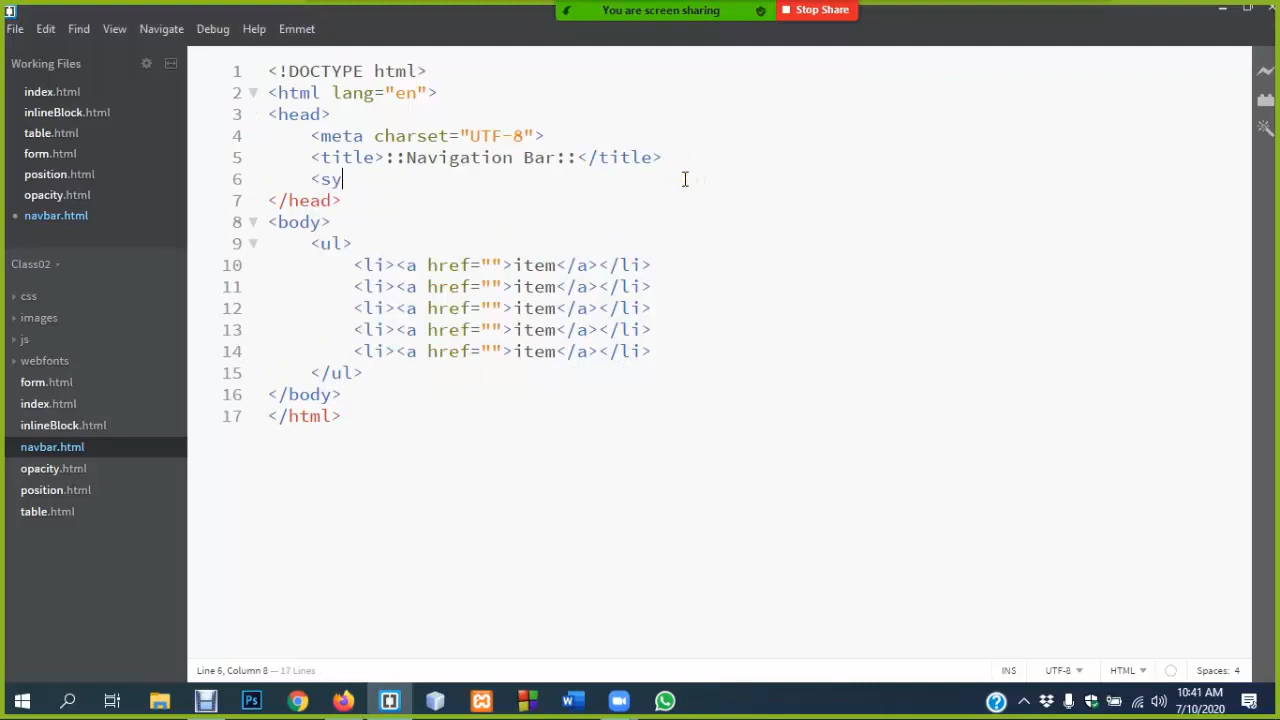 You are screen sharing
Stop Share
File Edit Find View Navigate Debug Help Emmet
Working Files
index.html
inlineBlock.html
table.html
form.html
position.html
opacity.html
navbar.html
Class02
css
images
js
webfonts
form.html
index.html
inlineBlock.html
navbar.html
opacity.html
position.html
table.html
1 <!DOCTYPE html>
2 <html lang="en">
3 <head>
4 <meta charset="UTF-8">
5 <title>::Navigation Bar::</title>
6 <sy
7 </head>
8 <body>
9 <ul>
10 <li><a href="">item</a></li>
11 <li><a href="">item</a></li>
12 <li><a href="">item</a></li>
13 <li><a href="">item</a></li>
14 <li><a href="">item</a></li>
15 </ul>
16 </body>
17 </html>
Line 6, Column 8 — 17 Lines
INS UTF-8 HTML Spaces: 4
Ps
10:41 AM
7/10/2020